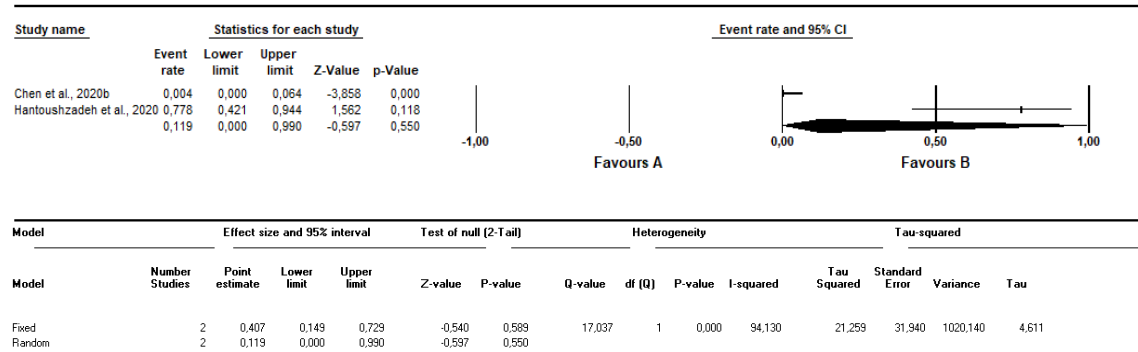 Study name Statistics for each study Event rate and 95% CI
Event Lower Upper
rate limit limit Z-Value p-Value
Chen et al., 2020b 0,004 0,000 0,064 -3,858 0,000
Hantoushzadeh et al., 2020 0,778 0,421 0,944 1,562 0,118
0,119 0,000 0,990 -0,597 0,550
-1,00 -0,50 0,00 0,50 1,00
Favours A Favours B
Model Effect size and 95% interval Test of null (2-Tail) Heterogeneity Tau-squared
Number Point Lower Upper Tau Standard
Model Studies estimate limit limit Z-value P-value Q-value df (Q) P-value I-squared Squared Error Variance Tau
Fixed 2 0,407 0,149 0,729 -0,540 0,589 17,037 1 0,000 94,130 21,259 31,940 1020,140 4,611
Random 2 0,119 0,000 0,990 -0,597 0,550